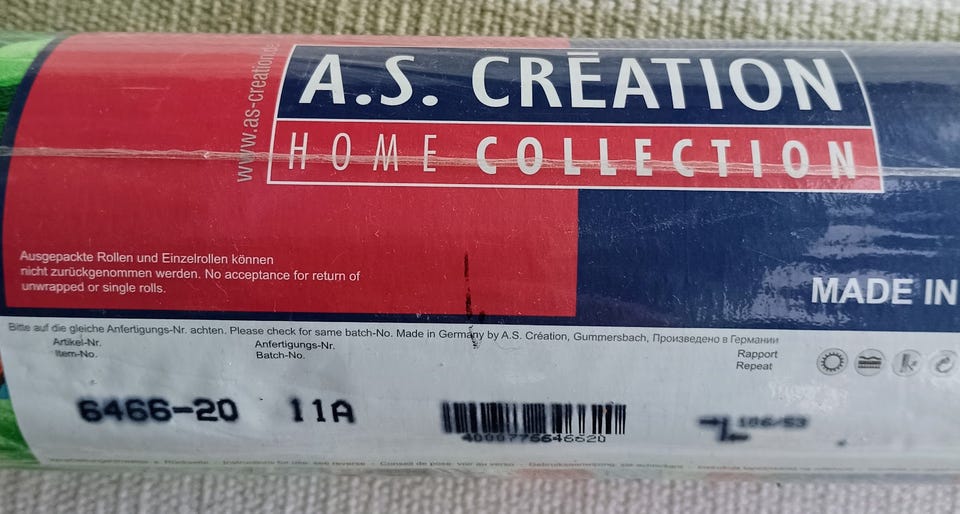 www.as-creation.de
A.S. CRĒATION
HOME COLLECTION
Ausgepackte Rollen und Einzelrollen können
nicht zurückgenommen werden. No acceptance for return of
unwrapped or single rolls.
MADE IN
Bitte auf die gleiche Anfertigungs-Nr. achten. Please check for same batch-No. Made in Germany by A.S. Création, Gummersbach, Произведено в Германии
Artikel-Nr.
Item-No.
Anfertigungs-Nr.
Batch-No.
Rapport
Repeat
6466-20
11A
106/53